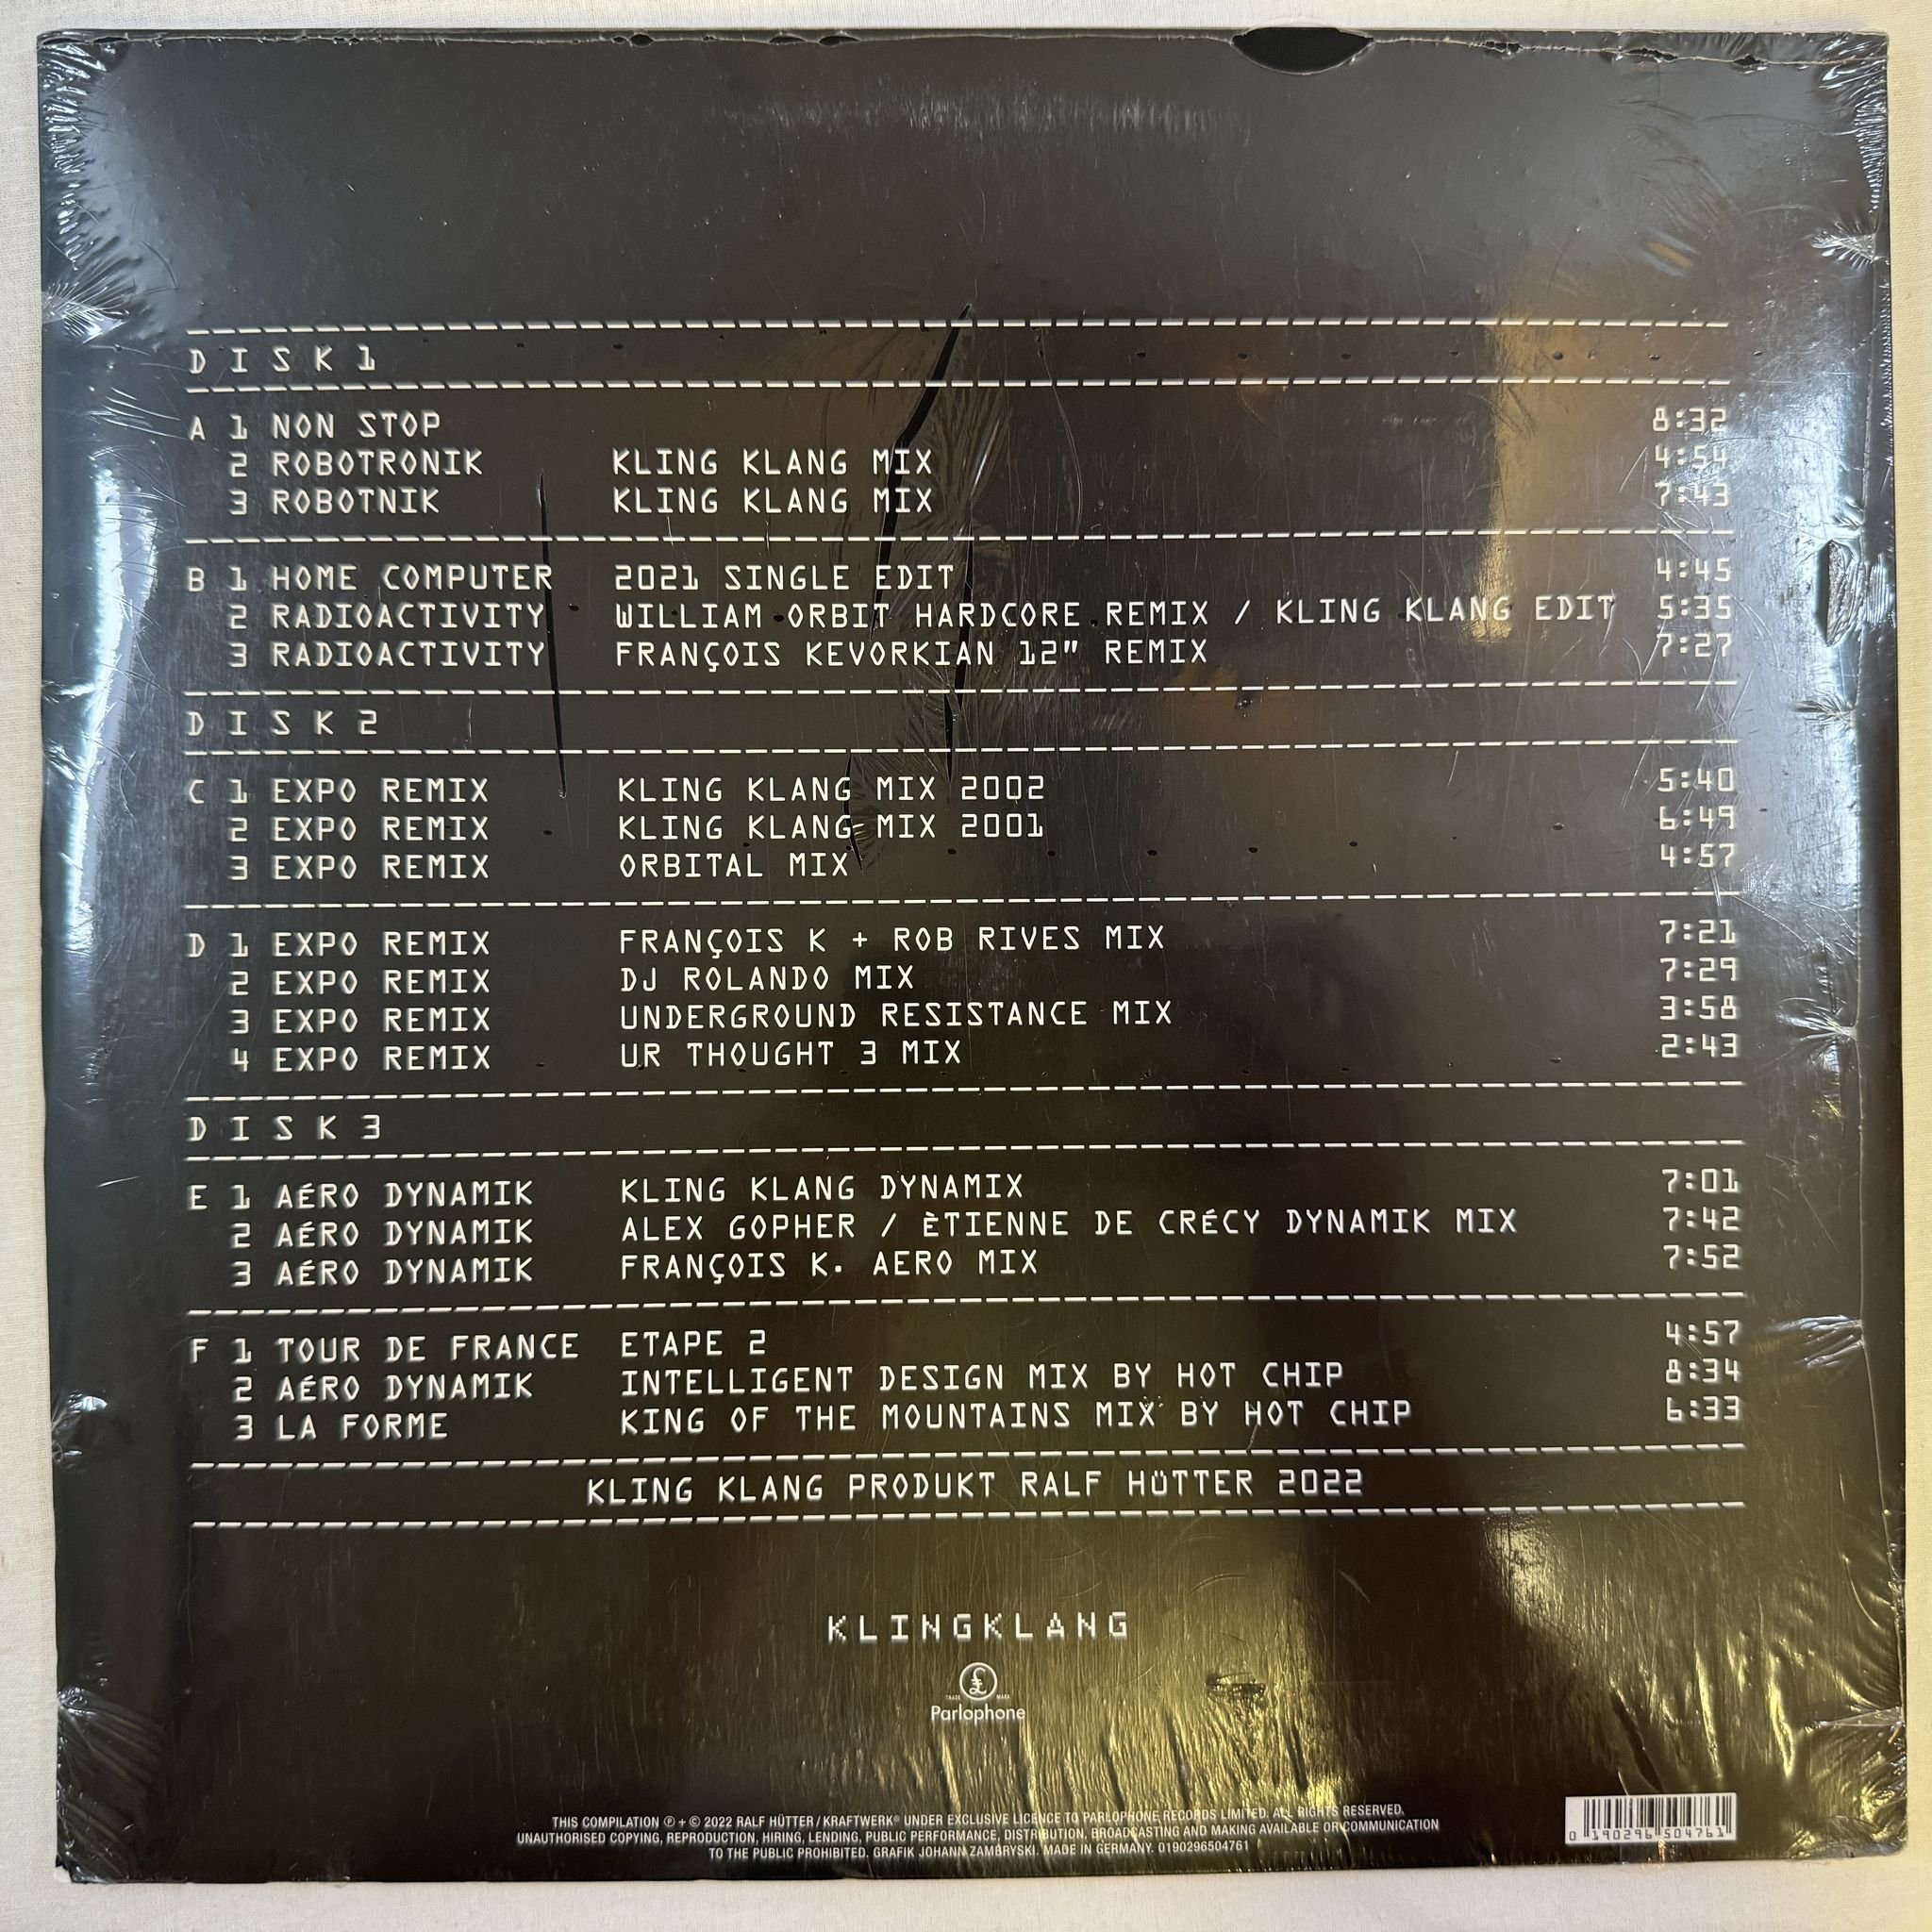 DISK 1
A 1 NON STOP 8:32
2 ROBOTRONIK KLING KLANG MIX 4:54
3 ROBOTNIK KLING KLANG MIX 7:43
B 1 HOME COMPUTER 2021 SINGLE EDIT 4:45
2 RADIOACTIVITY WILLIAM ORBIT HARDCORE REMIX / KLING KLANG EDIT 5:35
3 RADIOACTIVITY FRANÇOIS KEVORKIAN 12" REMIX 7:27
DISK 2
C 1 EXPO REMIX KLING KLANG MIX 2002 5:40
2 EXPO REMIX KLING KLANG MIX 2001 6:49
3 EXPO REMIX ORBITAL MIX 4:57
D 1 EXPO REMIX FRANÇOIS K + ROB RIVES MIX 7:21
2 EXPO REMIX DJ ROLANDO MIX 7:29
3 EXPO REMIX UNDERGROUND RESISTANCE MIX 3:58
4 EXPO REMIX UR THOUGHT 3 MIX 2:43
DISK 3
E 1 AÉRO DYNAMIK KLING KLANG DYNAMIX 7:01
2 AÉRO DYNAMIK ALEX GOPHER / ÈTIENNE DE CRÉCY DYNAMIK MIX 7:42
3 AÉRO DYNAMIK FRANÇOIS K. AERO MIX 7:52
F 1 TOUR DE FRANCE ETAPE 2 4:57
2 AÉRO DYNAMIK INTELLIGENT DESIGN MIX BY HOT CHIP 8:34
3 LA FORME KING OF THE MOUNTAINS MIX BY HOT CHIP 6:33
KLING KLANG PRODUKT RALF HÜTTER 2022
KLINGKLANG
TRADE MARK
Parlophone
THIS COMPILATION ℗ + © 2022 RALF HÜTTER / KRAFTWERK® UNDER EXCLUSIVE LICENCE TO PARLOPHONE RECORDS LIMITED. ALL RIGHTS RESERVED.
UNAUTHORISED COPYING, REPRODUCTION, HIRING, LENDING, PUBLIC PERFORMANCE, DISTRIBUTION, BROADCASTING AND MAKING AVAILABLE OR COMMUNICATION
TO THE PUBLIC PROHIBITED. GRAFIK JOHANN ZAMBRYSKI. MADE IN GERMANY. 0190296504761
0 190296 504761